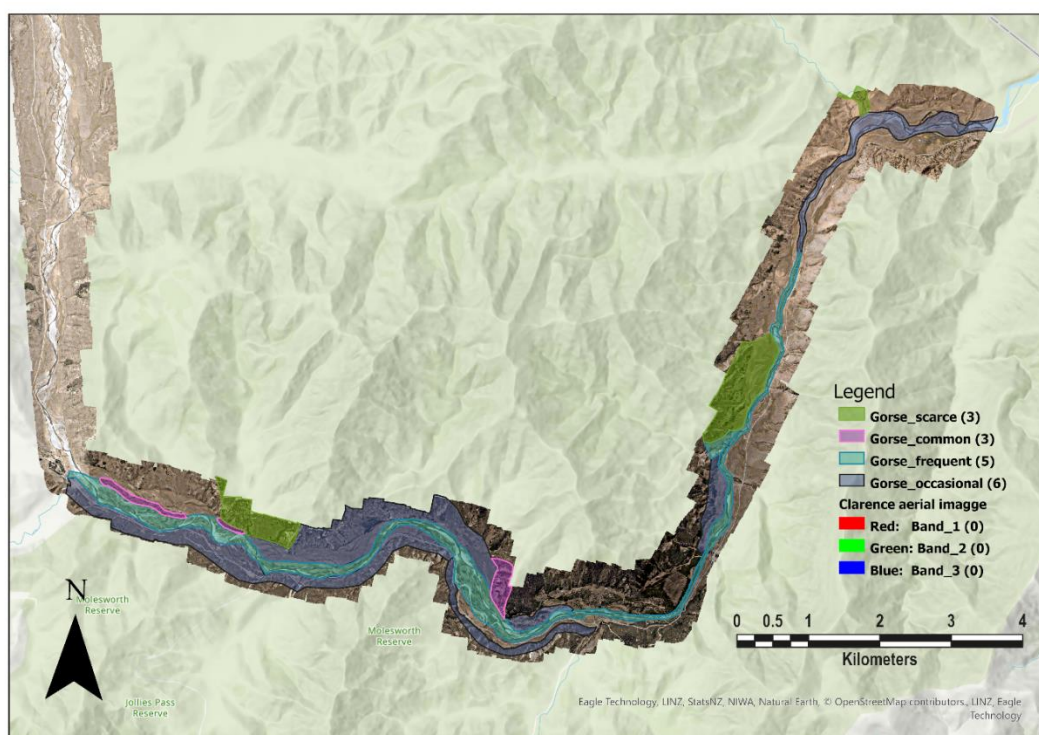 Legend
Gorse_scarce (3)
Gorse_common (3)
Gorse_frequent (5)
Gorse_occasional (6)
Clarence aerial imagge
Red: Band_1 (0)
Green: Band_2 (0)
Blue: Band_3 (0)
N
Molesworth
Reserve
Molesworth
Reserve
Jollies Pass
Reserve
0 0.5 1 2 3 4
Kilometers
Eagle Technology, LINZ, StatsNZ, NIWA, Natural Earth, © OpenStreetMap contributors., LINZ, Eagle
Technology